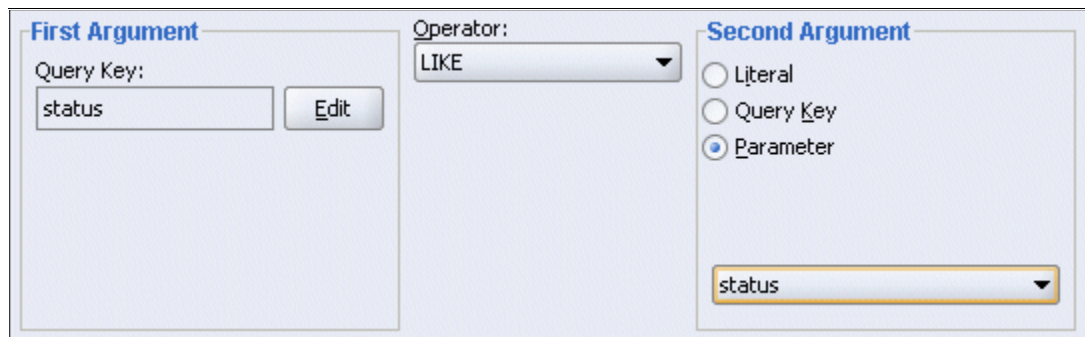 First Argument
Query Key:
status
Edit
Operator:
LIKE
Second Argument
Literal
Query Key
Parameter
status